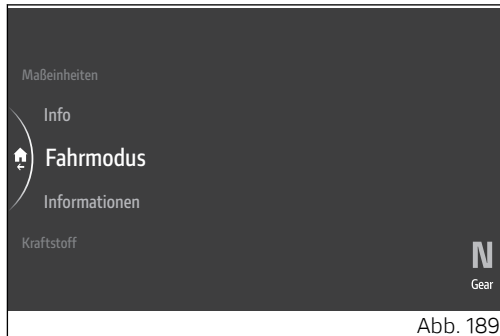 Maßeinheiten
Info
Fahrmodus
Informationen
Kraftstoff
N
Gear
Abb. 189